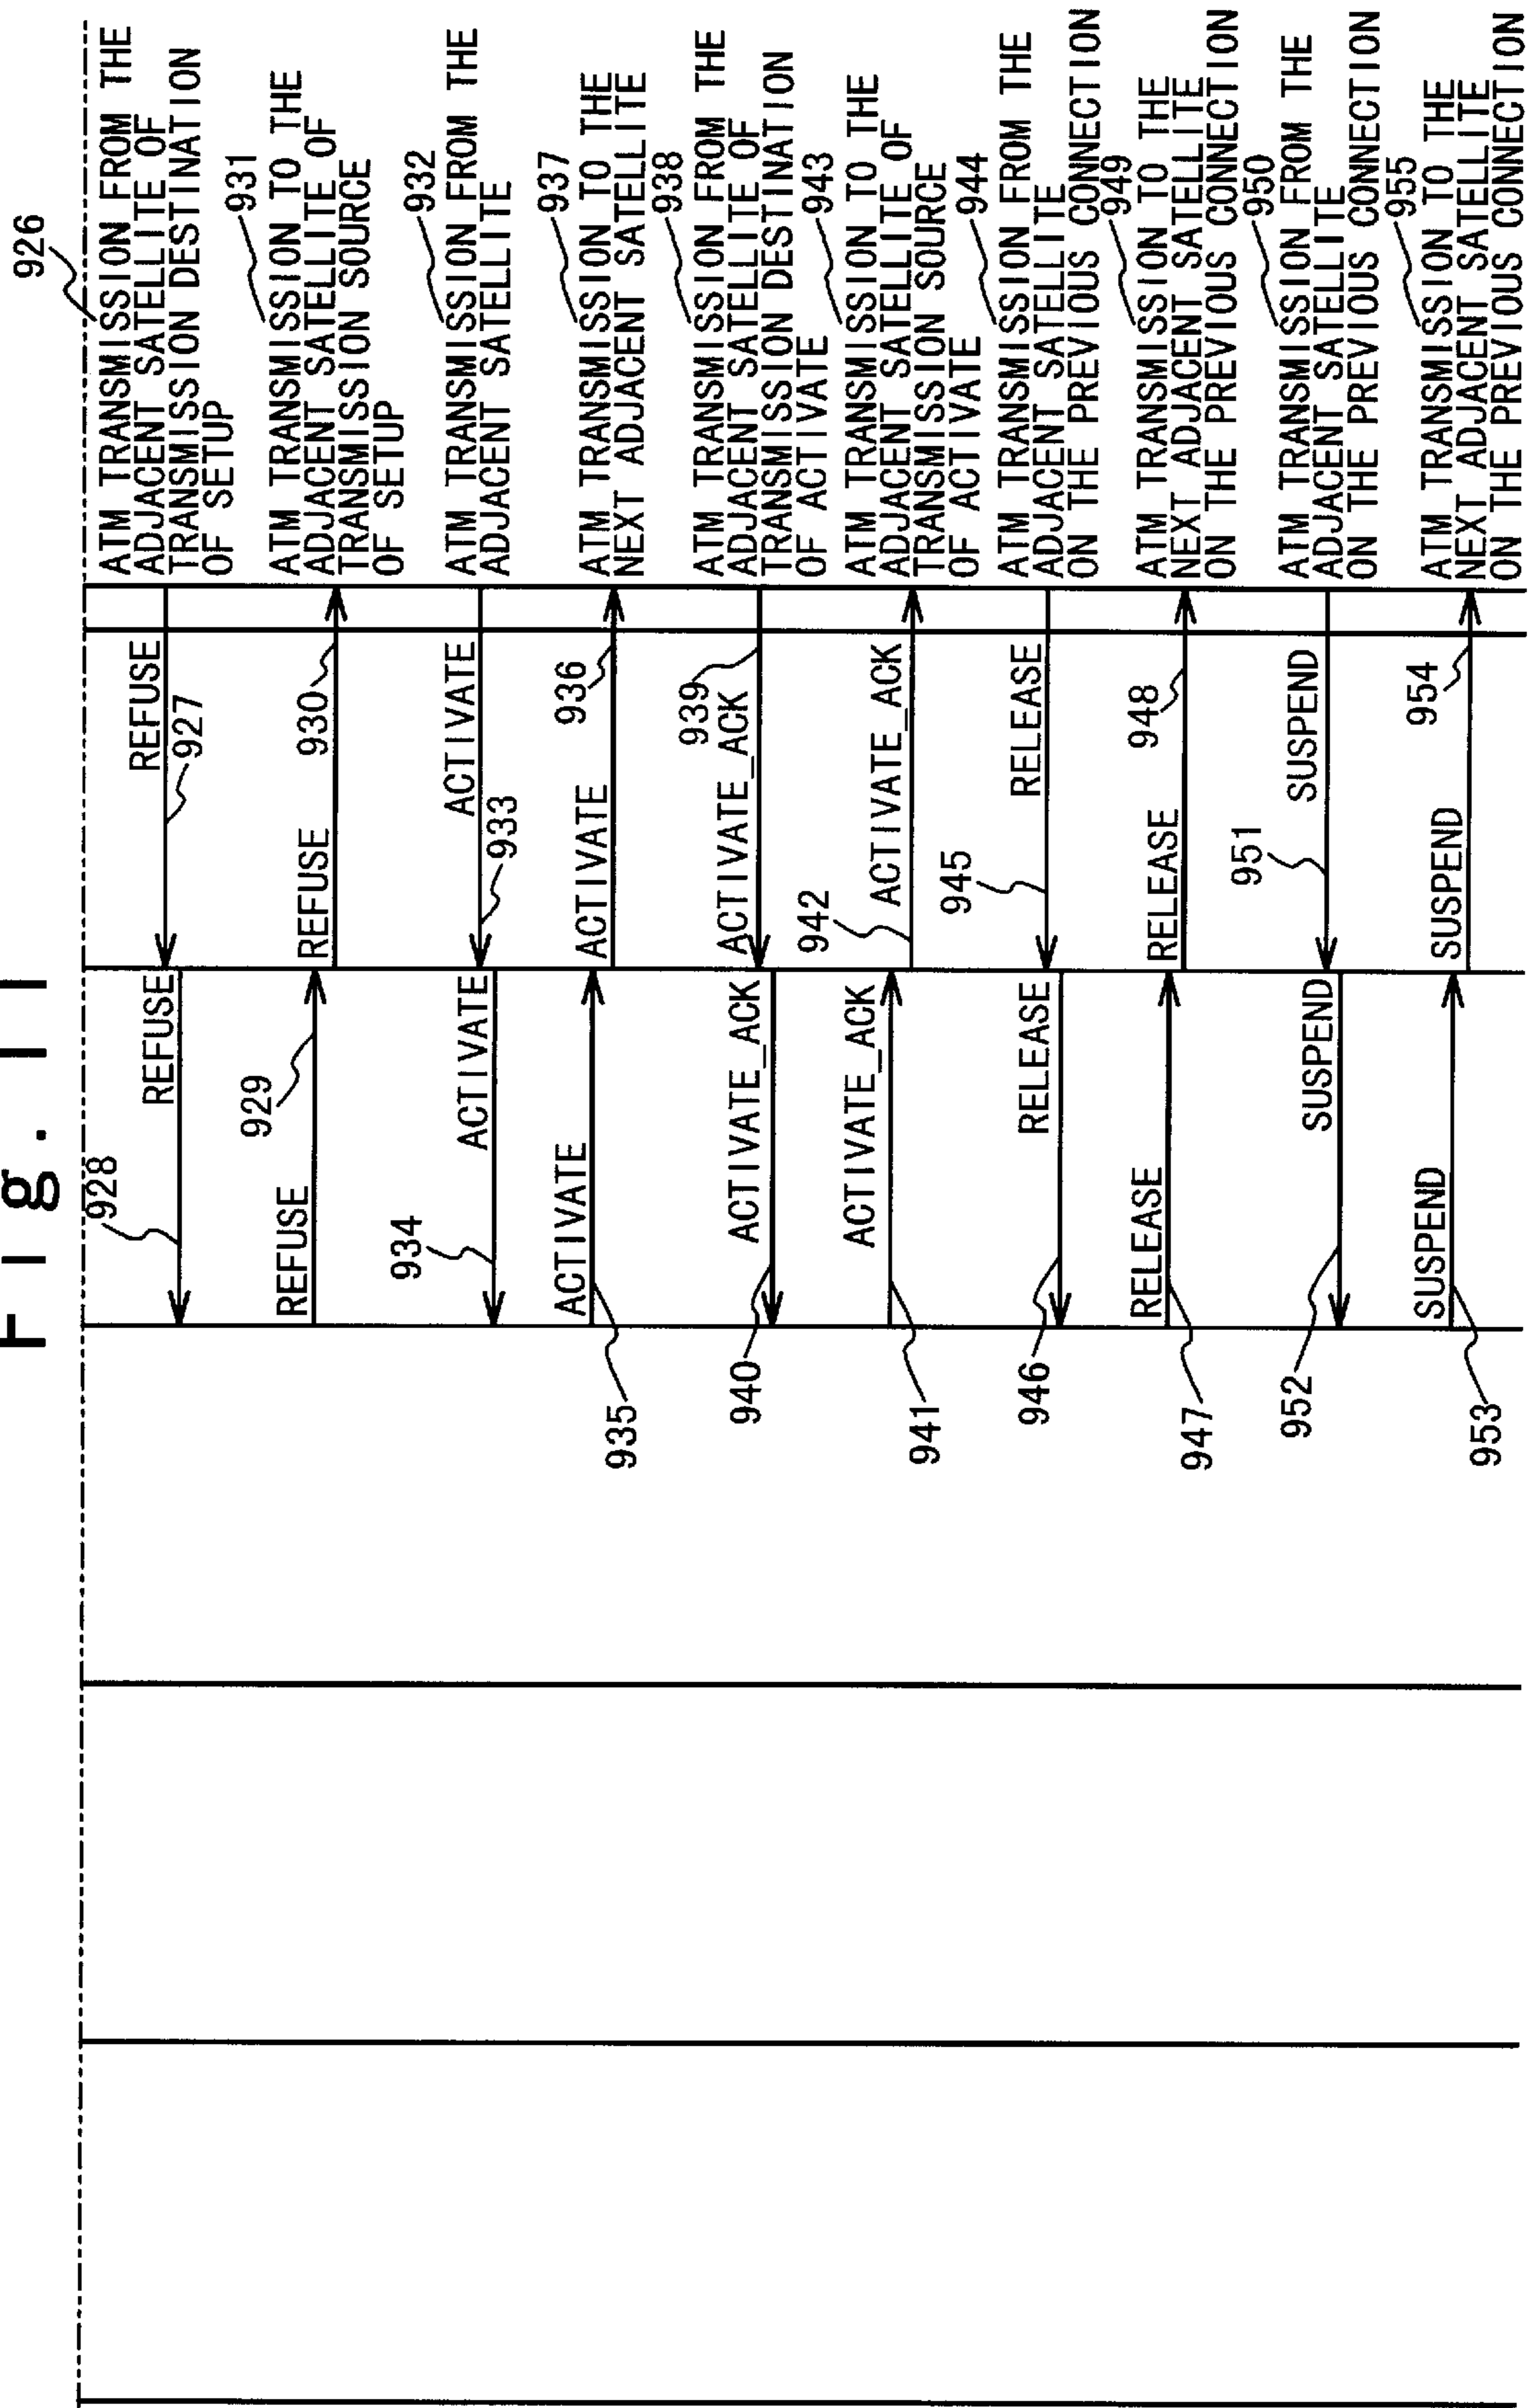 Fig. 11
926
ATM TRANSMISSION FROM THE
ADJACENT SATELLITE OF
TRANSMISSION DESTINATION
OF SETUP
REFUSE
927
REFUSE
928
REFUSE
929
REFUSE
930
931
ATM TRANSMISSION TO THE
ADJACENT SATELLITE OF
TRANSMISSION SOURCE
OF SETUP
932
ATM TRANSMISSION FROM THE
ADJACENT SATELLITE
ACTIVATE
933
ACTIVATE
934
ACTIVATE
935
ACTIVATE
936
937
ATM TRANSMISSION TO THE
NEXT ADJACENT SATELLITE
938
ATM TRANSMISSION FROM THE
ADJACENT SATELLITE OF
TRANSMISSION DESTINATION
OF ACTIVATE
939
ACTIVATE_ACK
ACTIVATE_ACK
940
ACTIVATE_ACK
941
942
ACTIVATE_ACK
943
ATM TRANSMISSION TO THE
ADJACENT SATELLITE OF
TRANSMISSION SOURCE
OF ACTIVATE
944
ATM TRANSMISSION FROM THE
ADJACENT SATELLITE
ON THE PREVIOUS CONNECTION
RELEASE
945
RELEASE
946
RELEASE
947
RELEASE
948
949
ATM TRANSMISSION TO THE
NEXT ADJACENT SATELLITE
ON THE PREVIOUS CONNECTION
950
ATM TRANSMISSION FROM THE
ADJACENT SATELLITE
ON THE PREVIOUS CONNECTION
SUSPEND
951
SUSPEND
952
SUSPEND
953
SUSPEND
954
955
ATM TRANSMISSION TO THE
NEXT ADJACENT SATELLITE
ON THE PREVIOUS CONNECTION